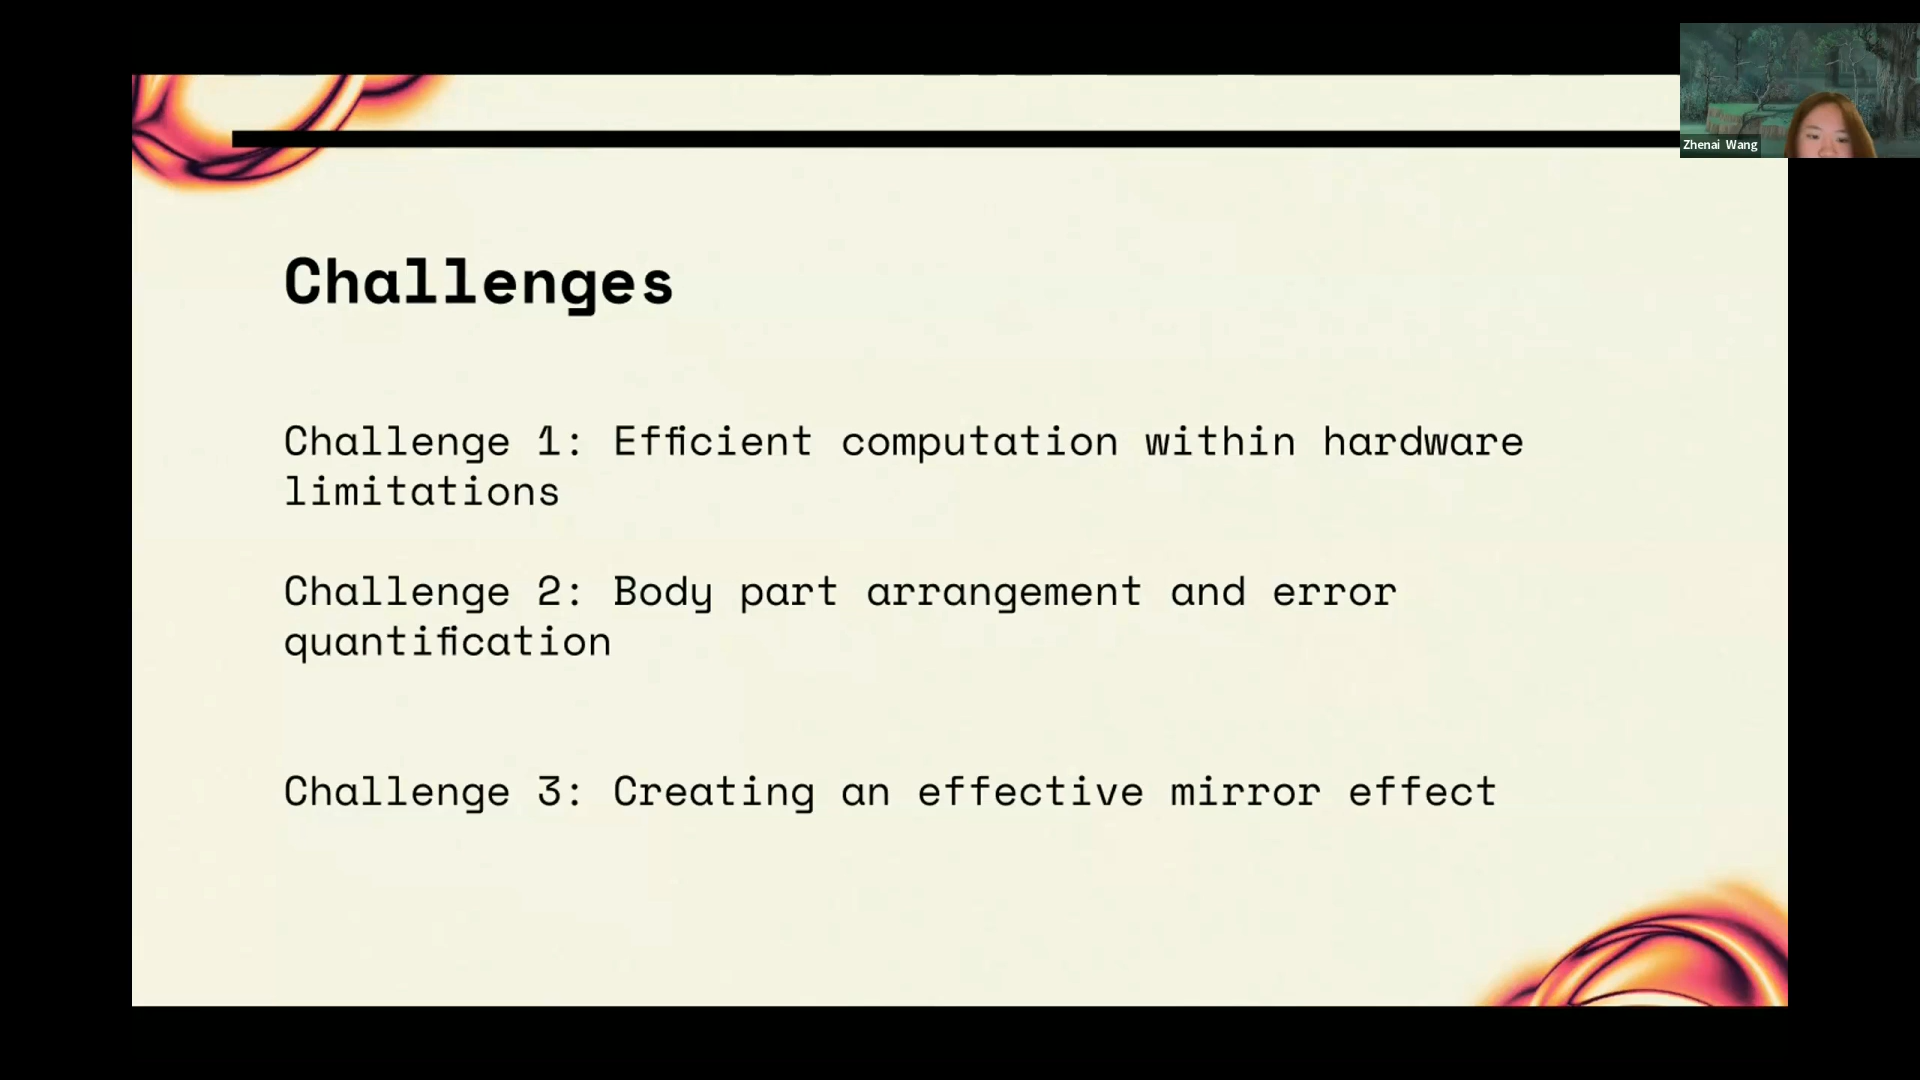 Zhenai Wang
Challenges
Challenge 1: Efficient computation within hardware
limitations
Challenge 2: Body part arrangement and error
quantification
Challenge 3: Creating an effective mirror effect